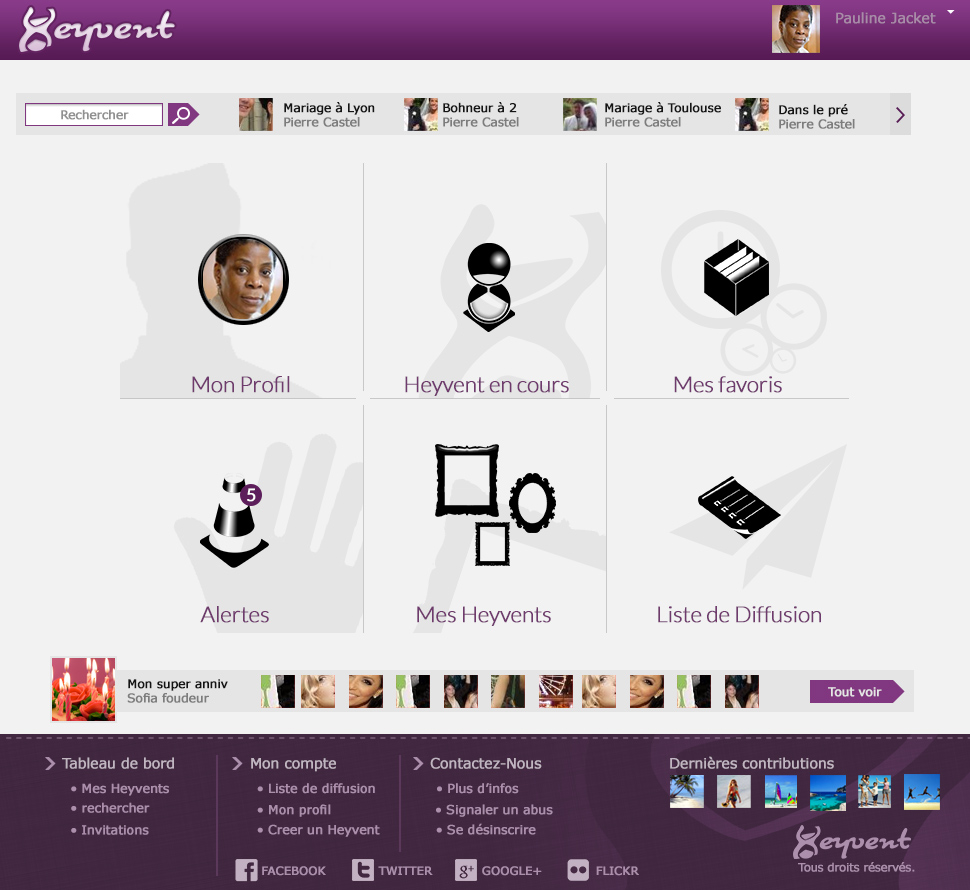 Heyvent
Pauline Jacket
Rechercher
Mariage à Lyon
Pierre Castel
Bohneur à 2
Pierre Castel
Mariage à Toulouse
Pierre Castel
Dans le pré
Pierre Castel
Mon Profil
Heyvent en cours
Mes favoris
5
Alertes
Mes Heyvents
Liste de Diffusion
Mon super anniv
Sofia foudeur
Tout voir
Tableau de bord
• Mes Heyvents
• rechercher
• Invitations
Mon compte
• Liste de diffusion
• Mon profil
• Creer un Heyvent
Contactez-Nous
• Plus d'infos
• Signaler un abus
• Se désinscrire
Dernières contributions
Heyvent
Tous droits réservés.
FACEBOOK
TWITTER
g+ GOOGLE+
FLICKR